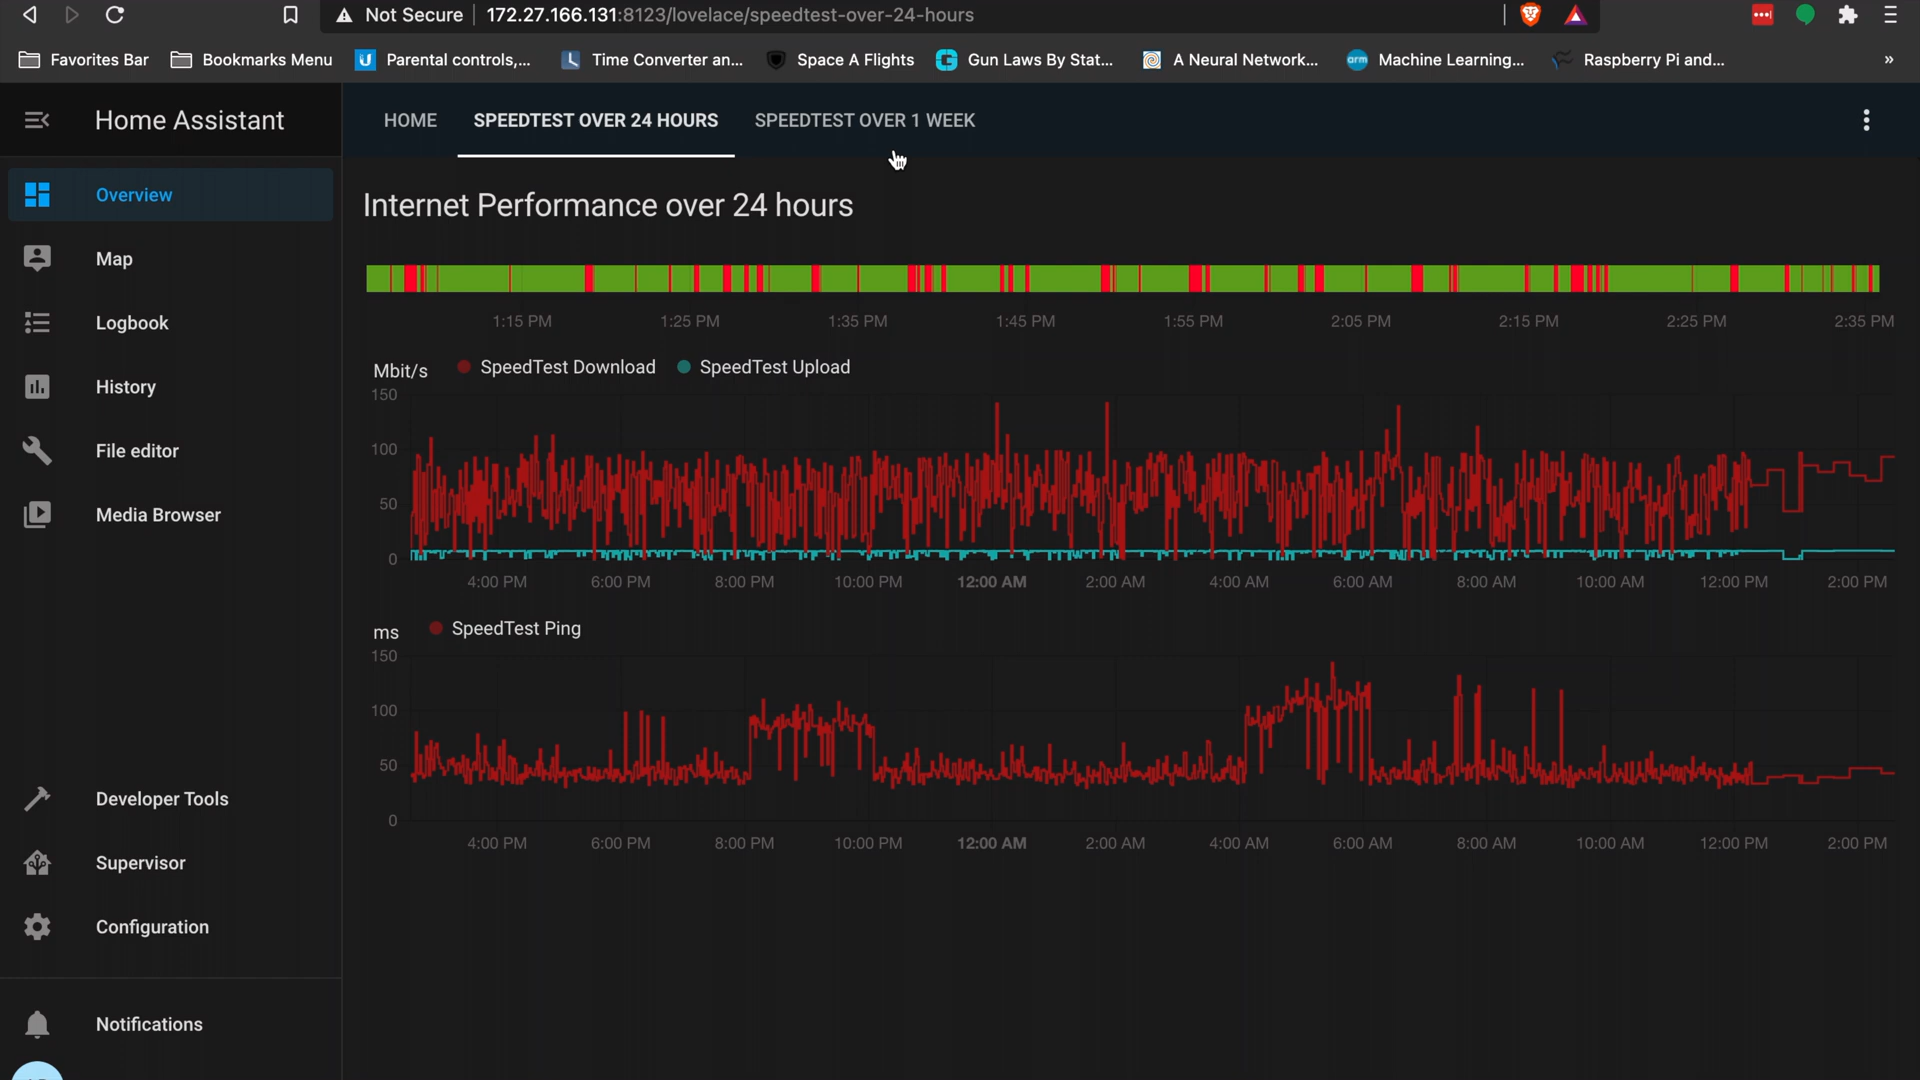 Not Secure | 172.27.166.131:8123/lovelace/speedtest-over-24-hours
Favorites Bar Bookmarks Menu Parental controls,... Time Converter an... Space A Flights Gun Laws By Stat... A Neural Network... arm Machine Learning... Raspberry Pi and... »
Home Assistant
HOME SPEEDTEST OVER 24 HOURS SPEEDTEST OVER 1 WEEK
Overview
Map
Logbook
History
File editor
Media Browser
Developer Tools
Supervisor
Configuration
Notifications
Internet Performance over 24 hours
1:15 PM 1:25 PM 1:35 PM 1:45 PM 1:55 PM 2:05 PM 2:15 PM 2:25 PM 2:35 PM
Mbit/s SpeedTest Download SpeedTest Upload
150
100
50
0
4:00 PM 6:00 PM 8:00 PM 10:00 PM 12:00 AM 2:00 AM 4:00 AM 6:00 AM 8:00 AM 10:00 AM 12:00 PM 2:00 PM
ms SpeedTest Ping
150
100
50
0
4:00 PM 6:00 PM 8:00 PM 10:00 PM 12:00 AM 2:00 AM 4:00 AM 6:00 AM 8:00 AM 10:00 AM 12:00 PM 2:00 PM